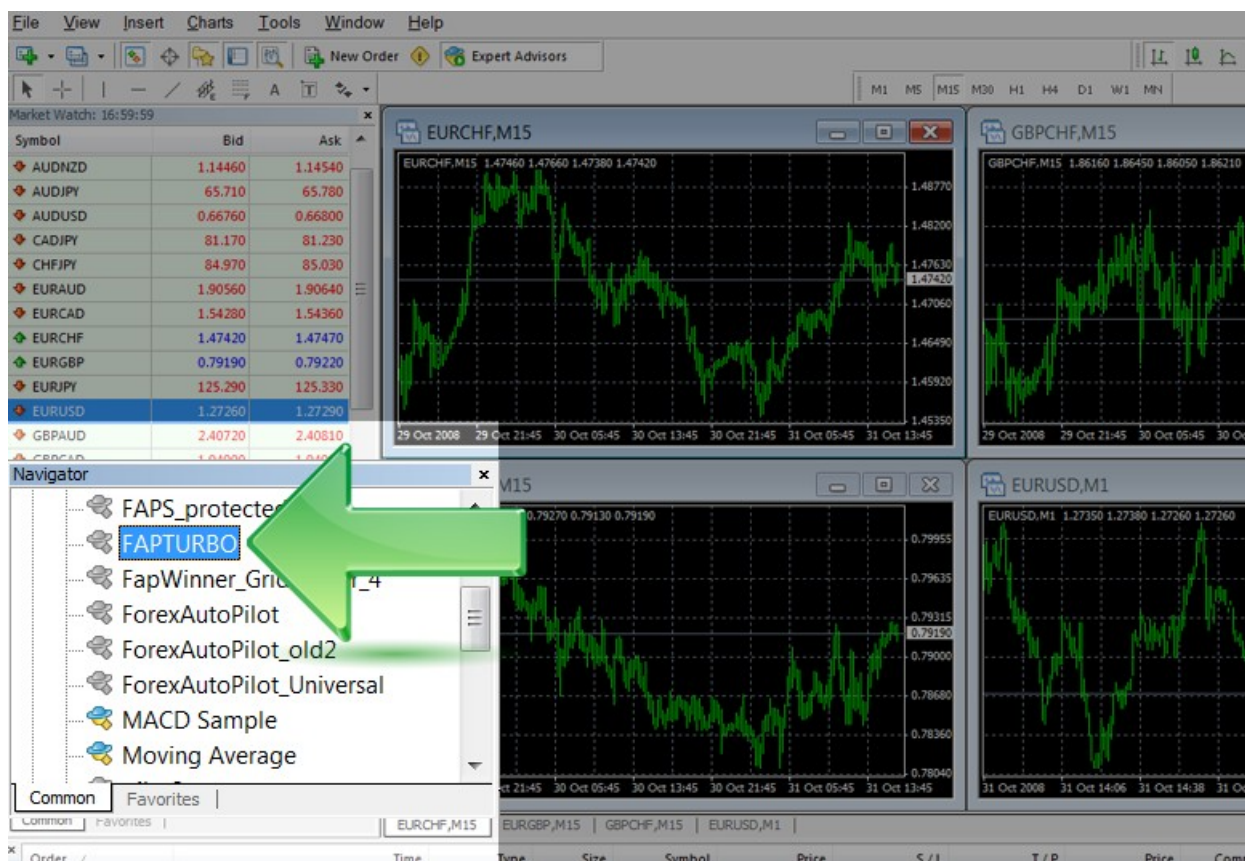 File View Insert Charts Tools Window Help
New Order Expert Advisors
A T M1 M5 M15 M30 H1 H4 D1 W1 MN
Market Watch: 16:59:59
Symbol Bid Ask
AUDNZD 1.14460 1.14540
AUDJPY 65.710 65.780
AUDUSD 0.66760 0.66800
CADJPY 81.170 81.230
CHFJPY 84.970 85.030
EURAUD 1.90560 1.90640
EURCAD 1.54280 1.54360
EURCHF 1.47420 1.47470
EURGBP 0.79190 0.79220
EURJPY 125.290 125.330
EURUSD 1.27260 1.27290
GBPAUD 2.40720 2.40810
EURCHF,M15
EURCHF,M15 1.47460 1.47660 1.47380 1.47420
1.48770
1.48200
1.47630
1.47420
1.47060
1.46490
1.45920
1.45350
29 Oct 2008 29 Oct 21:45 30 Oct 05:45 30 Oct 13:45 30 Oct 21:45 31 Oct 05:45 31 Oct 13:45
GBPCHF,M15
GBPCHF,M15 1.86160 1.86450 1.86050 1.86210
29 Oct 2008 29 Oct 21:45 30 Oct 05:45 30 Oc
Navigator
FAPS_protected
FAPTURBO
FapWinner_Gri r_4
ForexAutoPilot
ForexAutoPilot_old2
ForexAutoPilot_Universal
MACD Sample
Moving Average
Common Favorites
M15
0.79270 0.79130 0.79190
0.79955
0.79635
0.79315
0.79190
0.79000
0.78680
0.78360
0.78040
ct 21:45 30 Oct 05:45 30 Oct 13:45 30 Oct 21:45 31 Oct 05:45 31 Oct 13:45
EURUSD,M1
EURUSD,M1 1.27350 1.27380 1.27260 1.27260
31 Oct 2008 31 Oct 14:06 31 Oct 14:38 31 Oc
Common Favorites
EURCHF,M15 EURGBP,M15 GBPCHF,M15 EURUSD,M1
Order Time Type Size Symbol Price S / L T / P Price Com